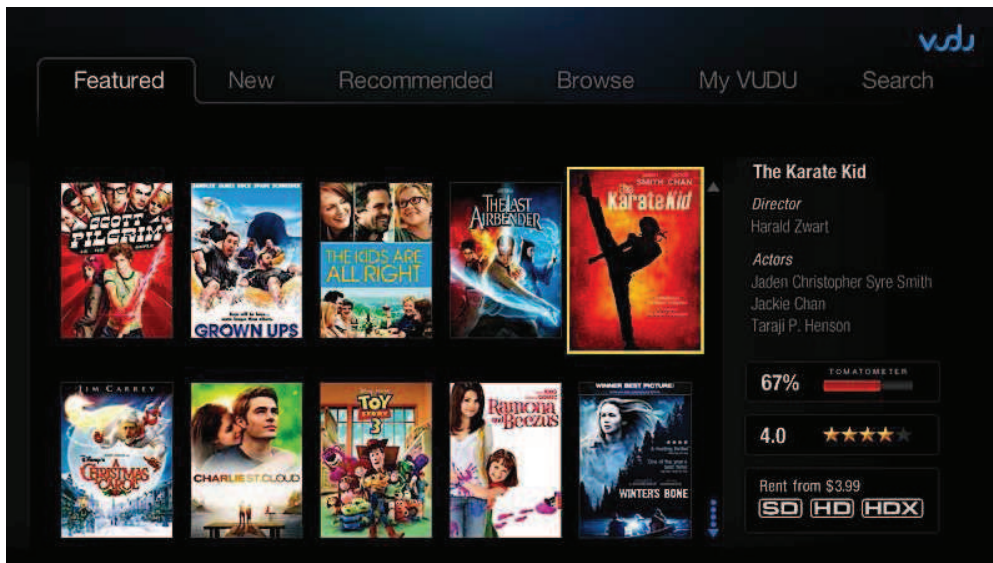 vudu
Featured
New
Recommended
Browse
My VUDU
Search
SCOTT
PILGRIM
GROWN UPS
THE KIDS ARE
ALL RIGHT
THE LAST
AIRBENDER
SMITH CHAN
The
Karate Kid
The Karate Kid
Director
Harald Zwart
Actors
Jaden Christopher Syre Smith
Jackie Chan
Taraji P. Henson
JIM CARREY
Disney's
A
CHRISTMAS
CAROL
CHARLIE ST. CLOUD
TOY
STORY
3
Ramona
and Beezus
WINNER BEST PICTURE!
WINTER'S BONE
67%
TOMATOMETER
4.0
Rent from $3.99
SD HD HDX